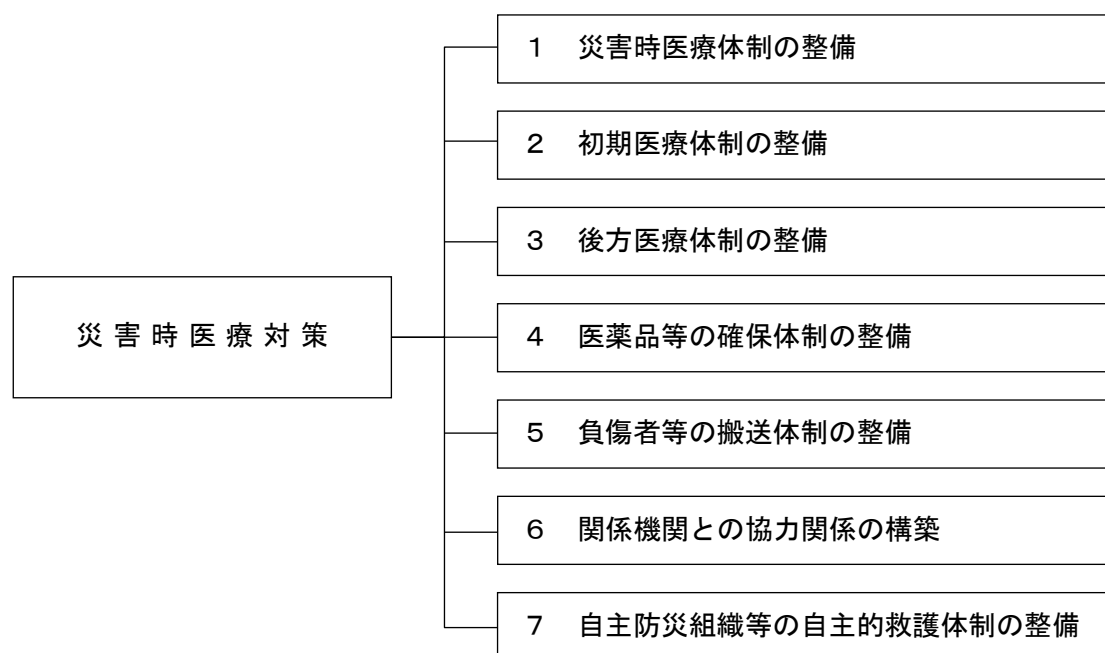 １　災害時医療体制の整備
２　初期医療体制の整備
３　後方医療体制の整備
災害時医療対策
４　医薬品等の確保体制の整備
５　負傷者等の搬送体制の整備
６　関係機関との協力関係の構築
７　自主防災組織等の自主的救護体制の整備